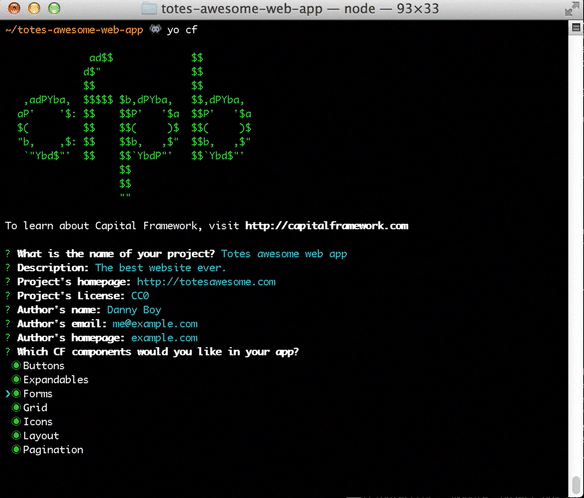 totes-awesome-web-app — node — 93×33
~/totes-awesome-web-app 👾 yo cf
ad$$ $$
d$" $$
$$ $$
,adPYba, $$$$$ $b,dPYba, $$,dPYba,
aP' '$: $$ $$P' '$a $$P' '$a
$( $$ $$( )$ $$( )$
"b, ,$: $$ $$b, ,$" $$b, ,$"
`"Ybd$"' $$ $$`YbdP"' $$`Ybd$"'
$$
$$
""
To learn about Capital Framework, visit http://capitalframework.com
? What is the name of your project? Totes awesome web app
? Description: The best website ever.
? Project's homepage: http://totesawesome.com
? Project's License: CC0
? Author's name: Danny Boy
? Author's email: me@example.com
? Author's homepage: example.com
? Which CF components would you like in your app?
◉ Buttons
◉ Expandables
❯◉ Forms
◉ Grid
◉ Icons
◉ Layout
◉ Pagination